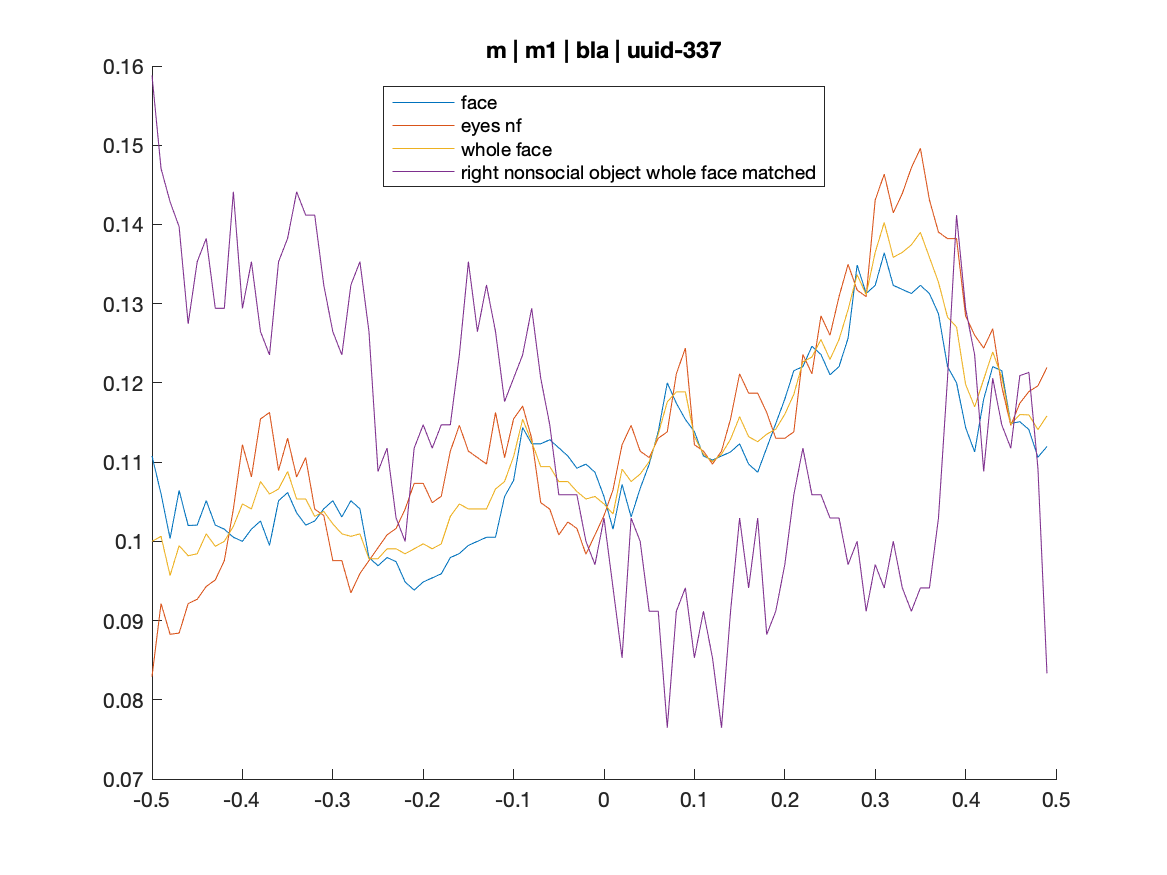 m | m1 | bla | uuid-337
face
eyes nf
whole face
right nonsocial object whole face matched
0.16
0.15
0.14
0.13
0.12
0.11
0.1
0.09
0.08
0.07
-0.5 -0.4 -0.3 -0.2 -0.1 0 0.1 0.2 0.3 0.4 0.5